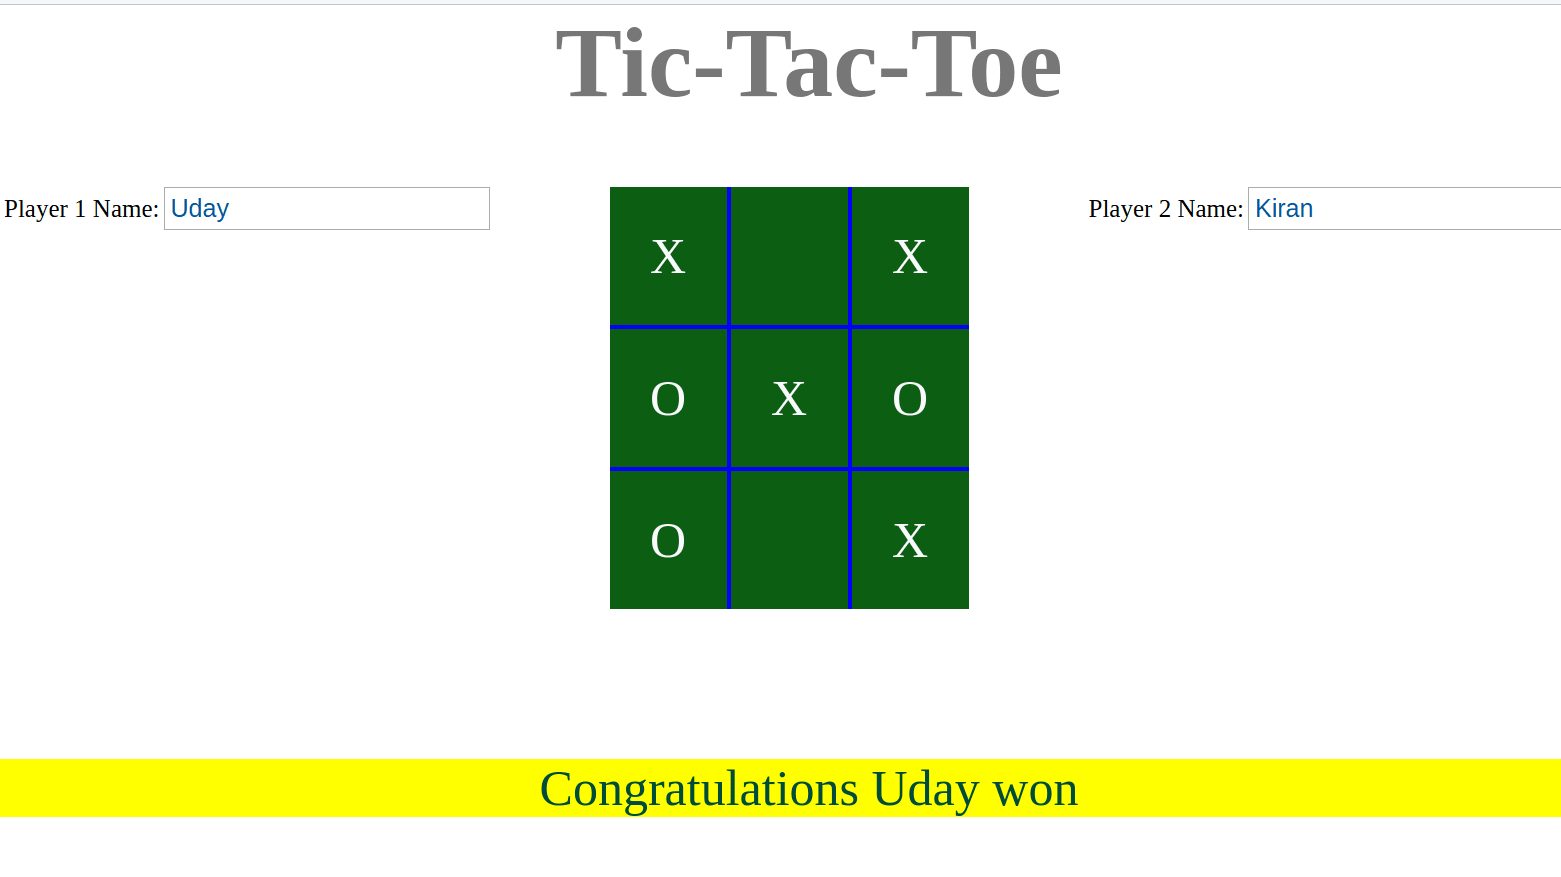 Tic-Tac-Toe
Player 1 Name: Uday
Player 2 Name: Kiran
X X
O X O
O X
Congratulations Uday won